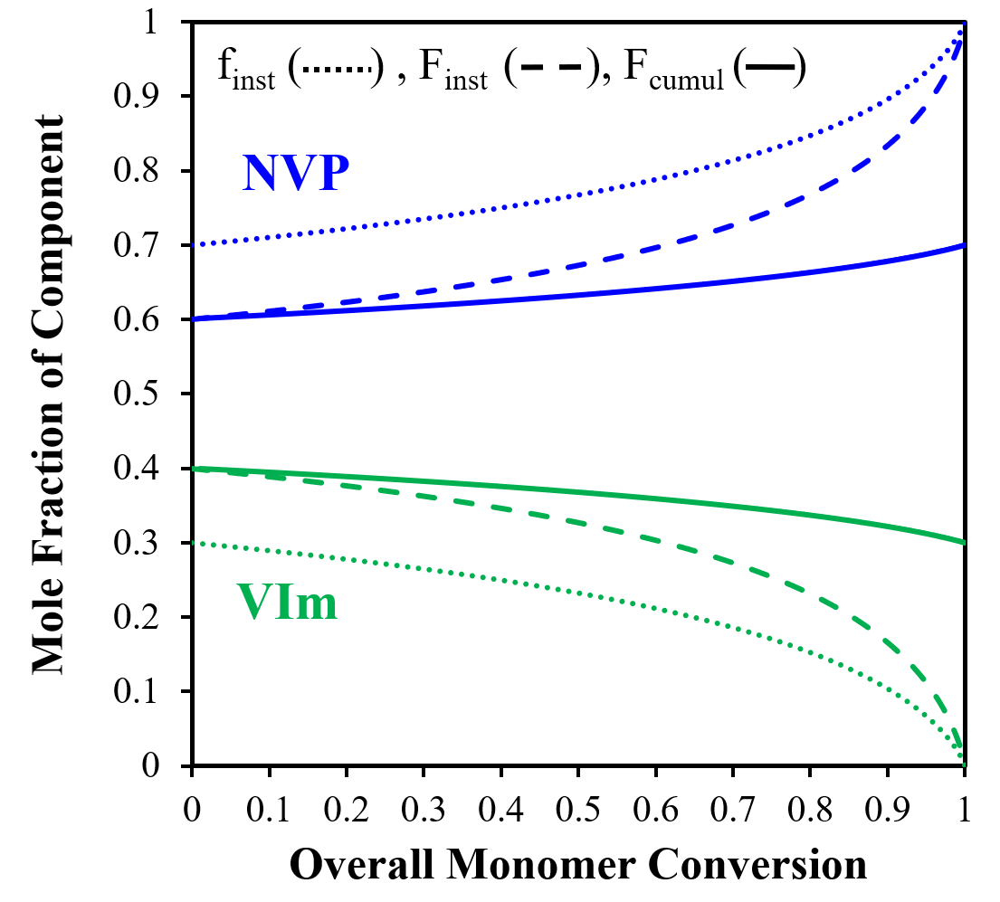 1
f_inst (········) , F_inst (– –), F_cumul (—)
0.9
0.8
NVP
0.7
0.6
0.5
0.4
0.3
VIm
0.2
0.1
0
0 0.1 0.2 0.3 0.4 0.5 0.6 0.7 0.8 0.9 1
Overall Monomer Conversion
Mole Fraction of Component